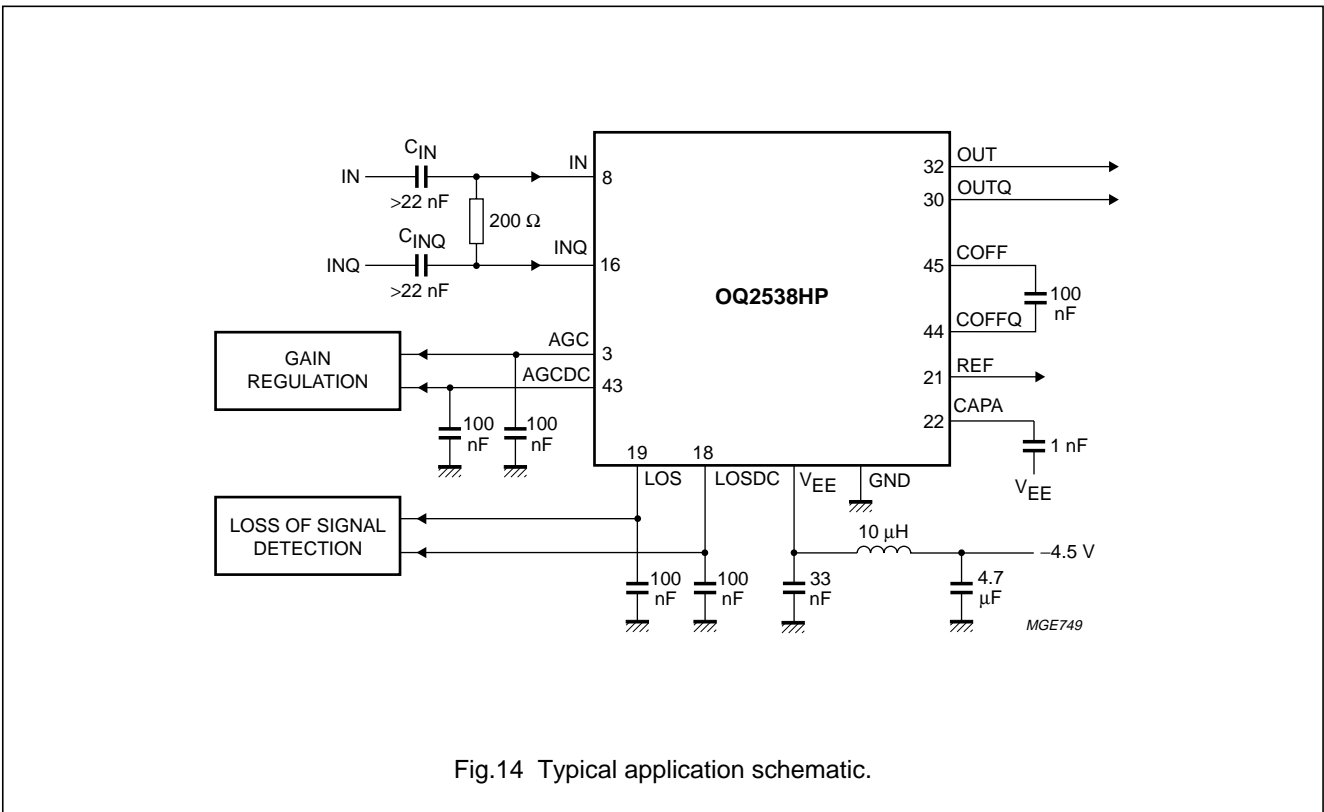 C_IN
IN
>22 nF
IN
8
200 Ω
C_INQ
INQ
>22 nF
INQ
16
OQ2538HP
32
OUT
30
OUTQ
45
COFF
100
nF
44
COFFQ
21
REF
22
CAPA
1 nF
V_EE
GAIN
REGULATION
AGC
3
AGCDC
43
100
nF
100
nF
19
LOS
18
LOSDC
V_EE
GND
LOSS OF SIGNAL
DETECTION
10 μH
–4.5 V
100
nF
100
nF
33
nF
4.7
μF
MGE749
Fig.14 Typical application schematic.